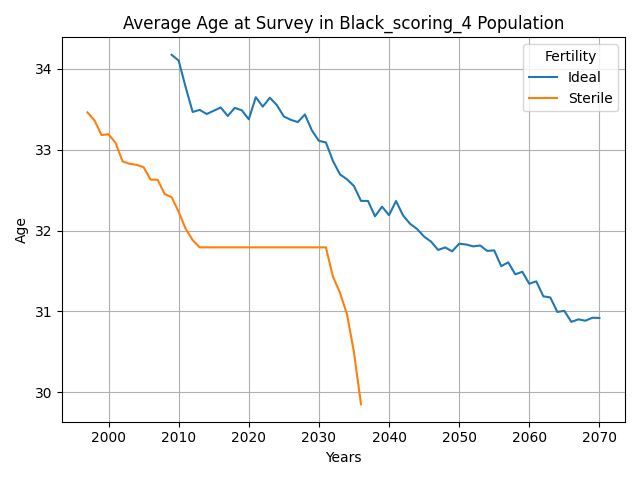 Average Age at Survey in Black_scoring_4 Population
Fertility
Ideal
Sterile
34
33
32
31
30
Age
2000 2010 2020 2030 2040 2050 2060 2070
Years